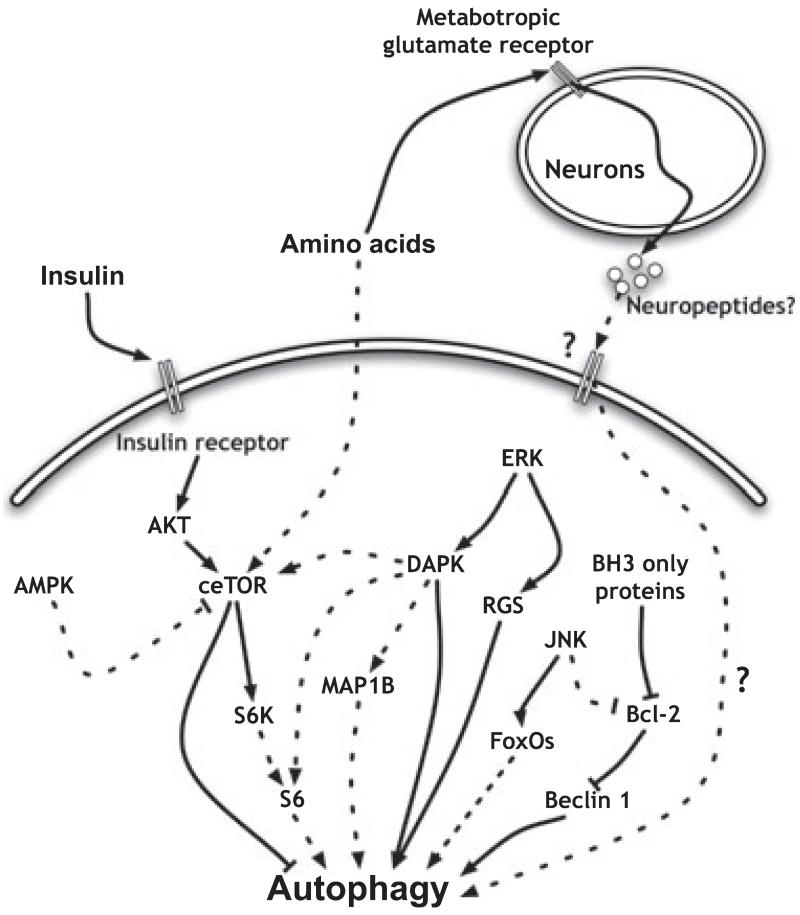 Metabotropic
glutamate receptor
Neurons
Amino acids
Insulin
Neuropeptides?
?
Insulin receptor
ERK
AKT
DAPK
BH3 only
proteins
AMPK
ceTOR
RGS
JNK
MAP1B
?
S6K
Bcl-2
FoxOs
S6
Beclin 1
Autophagy